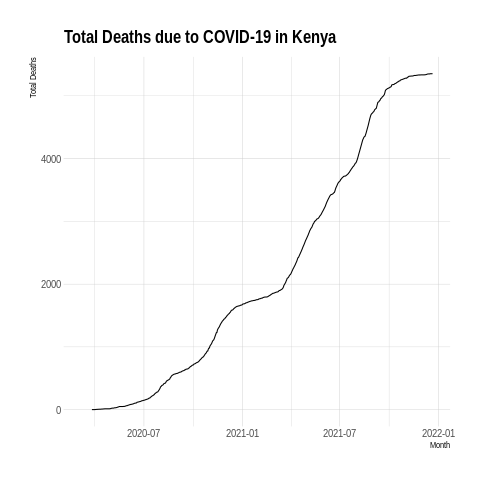 Total Deaths due to COVID-19 in Kenya
Total Deaths
4000
2000
0
2020-07 2021-01 2021-07 2022-01
Month